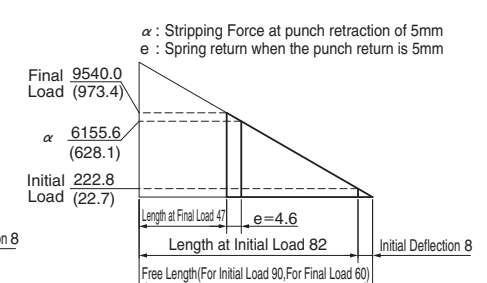 α : Stripping Force at punch retraction of 5mm
e : Spring return when the punch return is 5mm
Final Load 9540.0 (973.4)
α 6155.6 (628.1)
Initial Load 222.8 (22.7)
Length at Final Load 47
e=4.6
on 8
Length at Initial Load 82
Initial Deflection 8
Free Length(For Initial Load 90,For Final Load 60)